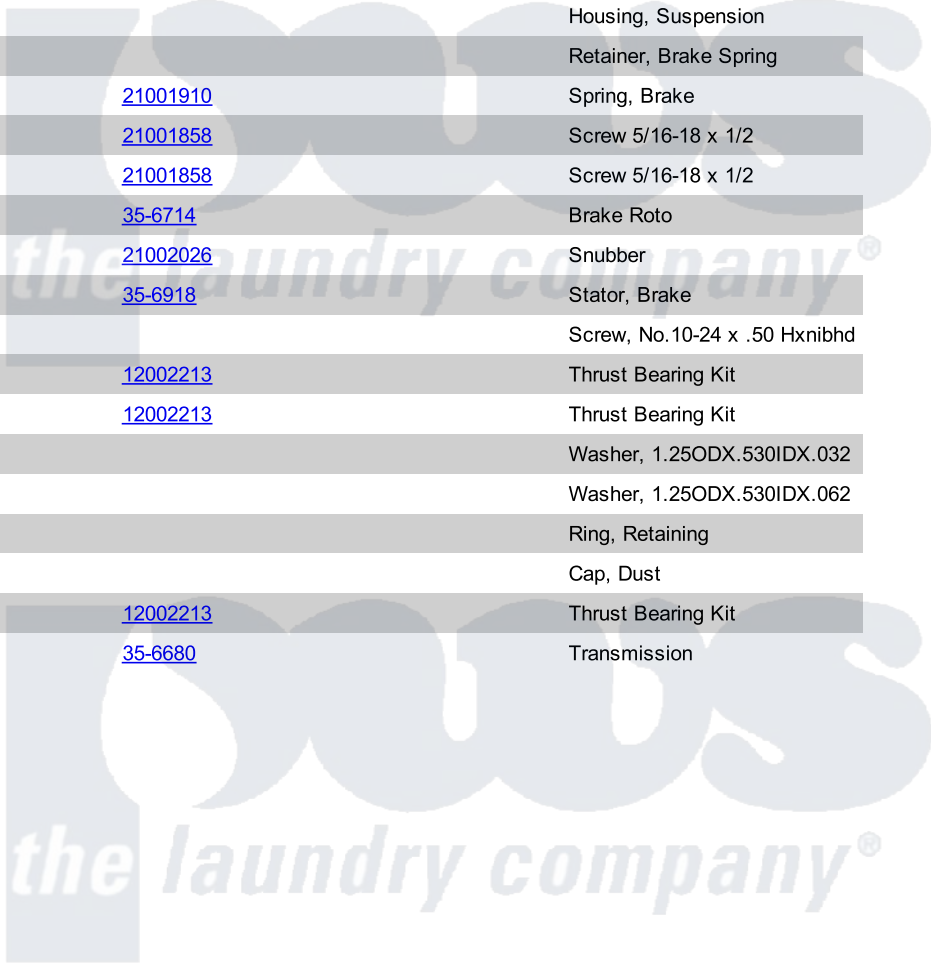 Housing, Suspension
Retainer, Brake Spring
21001910 Spring, Brake
21001858 Screw 5/16-18 x 1/2
21001858 Screw 5/16-18 x 1/2
35-6714 Brake Roto
21002026 Snubber
35-6918 Stator, Brake
Screw, No.10-24 x .50 Hxnibhd
12002213 Thrust Bearing Kit
12002213 Thrust Bearing Kit
Washer, 1.25ODX.530IDX.032
Washer, 1.25ODX.530IDX.062
Ring, Retaining
Cap, Dust
12002213 Thrust Bearing Kit
35-6680 Transmission
pws
the laundry company®
pws
the laundry company®